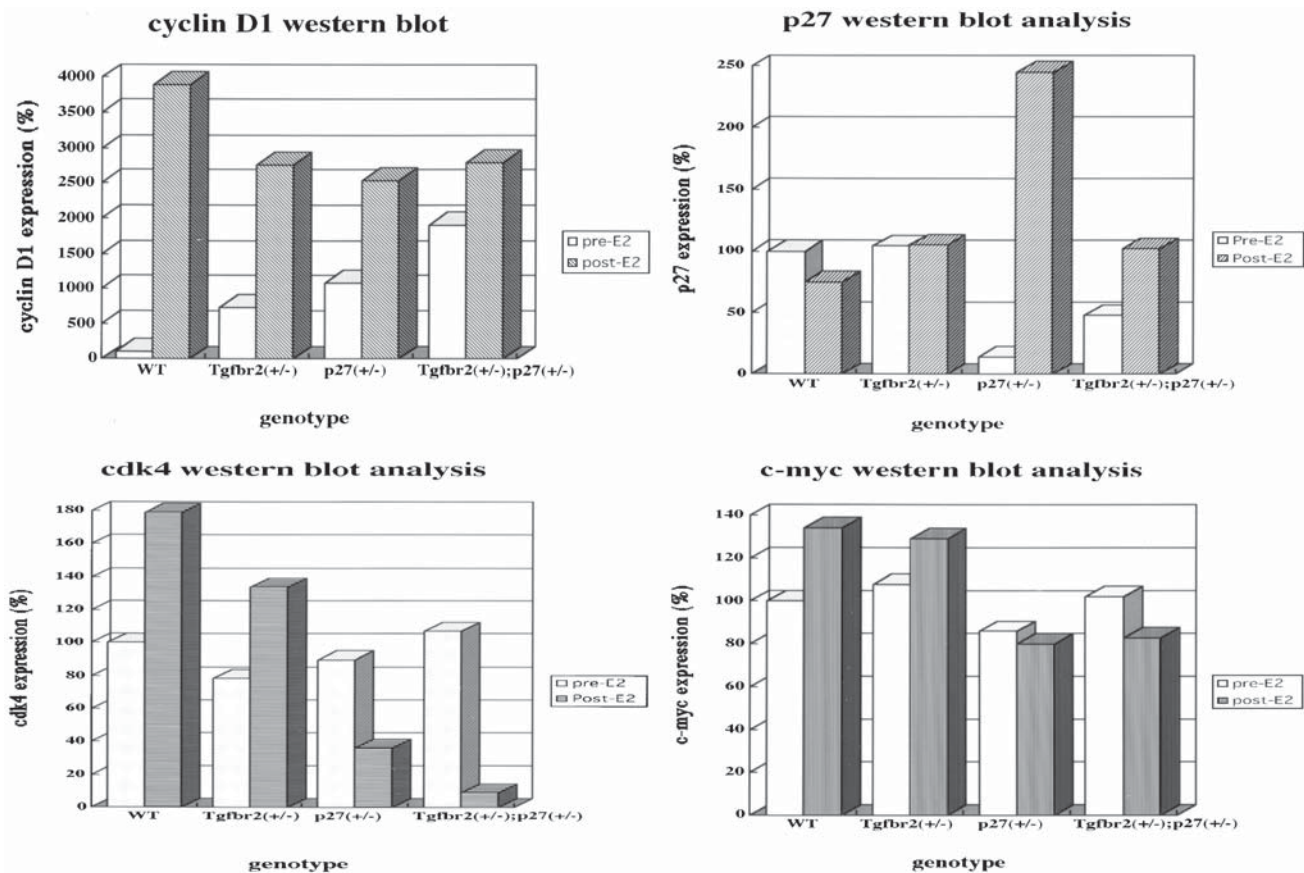 cyclin D1 western blot
cyclin D1 expression (%)
4000
3500
3000
2500
2000
1500
1000
500
0
WT Tgfbr2(+/-) p27(+/-) Tgfbr2(+/-);p27(+/-)
genotype
pre-E2
post-E2
p27 western blot analysis
p27 expression (%)
250
200
150
100
50
0
WT Tgfbr2(+/-) p27(+/-) Tgfbr2(+/-);p27(+/-)
genotype
Pre-E2
Post-E2
cdk4 western blot analysis
cdk4 expression (%)
180
160
140
120
100
80
60
40
20
0
WT Tgfbr2(+/-) p27(+/-) Tgfbr2(+/-);p27(+/-)
genotype
pre-E2
Post-E2
c-myc western blot analysis
c-myc expression (%)
140
120
100
80
60
40
20
0
WT Tgfbr2(+/-) p27(+/-) Tgfbr2(+/-);p27(+/-)
genotype
pre-E2
post-E2